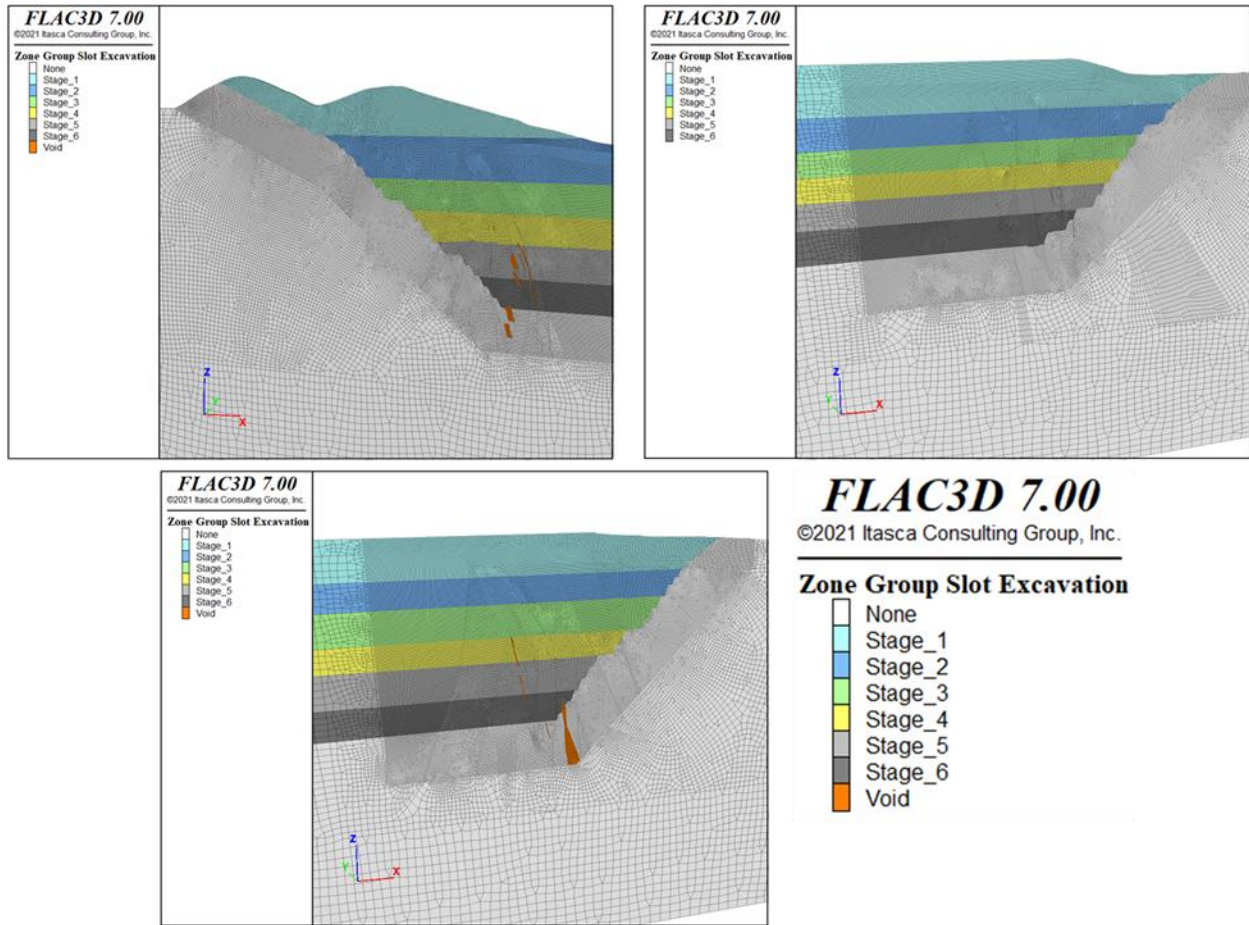 FLAC3D 7.00
©2021 Itasca Consulting Group, Inc.
Zone Group Slot Excavation
None
Stage_1
Stage_2
Stage_3
Stage_4
Stage_5
Stage_6
Void
Z
Y
X
FLAC3D 7.00
©2021 Itasca Consulting Group, Inc.
Zone Group Slot Excavation
None
Stage_1
Stage_2
Stage_3
Stage_4
Stage_5
Stage_6
Z
Y
X
FLAC3D 7.00
©2021 Itasca Consulting Group, Inc.
Zone Group Slot Excavation
None
Stage_1
Stage_2
Stage_3
Stage_4
Stage_5
Stage_6
Void
Z
Y
X
FLAC3D 7.00
©2021 Itasca Consulting Group, Inc.
Zone Group Slot Excavation
None
Stage_1
Stage_2
Stage_3
Stage_4
Stage_5
Stage_6
Void